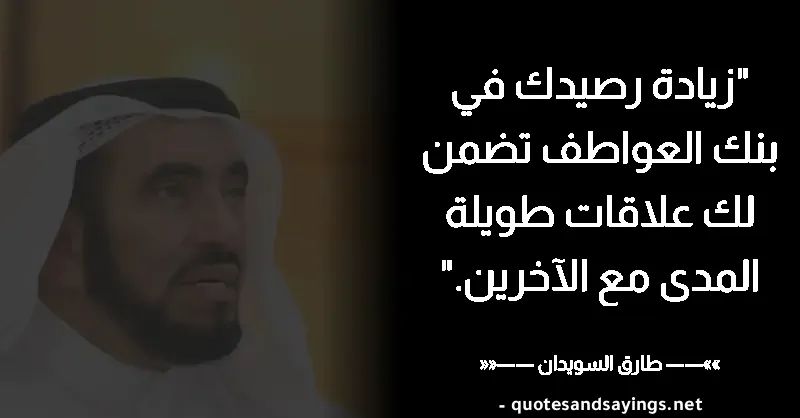 "زيادة رصيدك في
بنك العواطف تضمن
لك علاقات طويلة
المدى مع الآخرين."
»»—— طارق السويدان ——««
- quotesandsayings.net